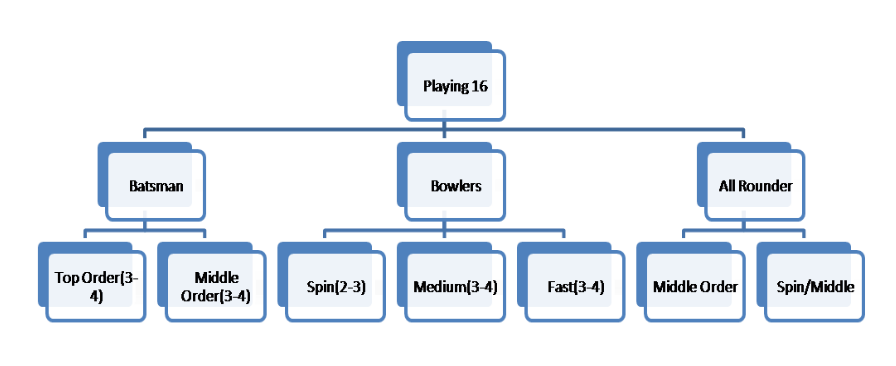 Playing 16
Batsman
Bowlers
All Rounder
Top Order(3-
4)
Middle
Order(3-4)
Spin(2-3)
Medium(3-4)
Fast(3-4)
Middle Order
Spin/Middle